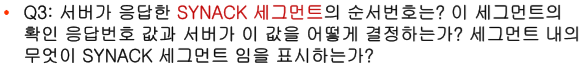 • Q3: 서버가 응답한 SYNACK 세그먼트의 순서번호는? 이 세그먼트의
확인 응답번호 값과 서버가 이 값을 어떻게 결정하는가? 세그먼트 내의
무엇이 SYNACK 세그먼트 임을 표시하는가?